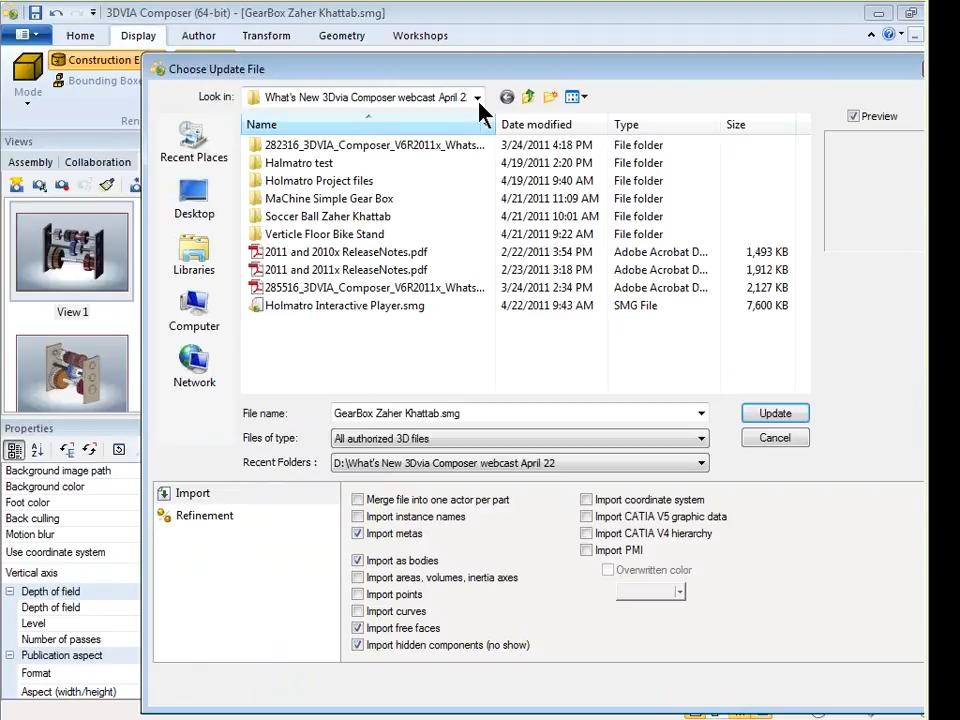 3DVIA Composer (64-bit) - [GearBox Zaher Khattab.smg]
Home Display Author Transform Geometry Workshops
Mode
Construction E
Bounding Box
Ren
Choose Update File
Look in: What's New 3Dvia Composer webcast April 2
Preview
Name Date modified Type Size
282316_3DVIA_Composer_V6R2011x_Whats... 3/24/2011 4:18 PM File folder
Halmatro test 4/19/2011 2:20 PM File folder
Holmatro Project files 4/19/2011 9:40 AM File folder
MaChine Simple Gear Box 4/21/2011 11:09 AM File folder
Soccer Ball Zaher Khattab 4/21/2011 10:01 AM File folder
Verticle Floor Bike Stand 4/21/2011 9:22 AM File folder
2011 and 2010x ReleaseNotes.pdf 2/22/2011 3:54 PM Adobe Acrobat D... 1,493 KB
2011 and 2011x ReleaseNotes.pdf 2/23/2011 3:18 PM Adobe Acrobat D... 1,912 KB
285516_3DVIA_Composer_V6R2011x_Whats... 3/24/2011 2:34 PM Adobe Acrobat D... 2,127 KB
Holmatro Interactive Player.smg 4/22/2011 9:43 AM SMG File 7,600 KB
Recent Places
Desktop
Libraries
Computer
Network
File name: GearBox Zaher Khattab.smg Update
Files of type: All authorized 3D files Cancel
Recent Folders : D:\What's New 3Dvia Composer webcast April 22
Import
Refinement
Merge file into one actor per part
Import instance names
Import metas
Import as bodies
Import areas, volumes, inertia axes
Import points
Import curves
Import free faces
Import hidden components (no show)
Import coordinate system
Import CATIA V5 graphic data
Import CATIA V4 hierarchy
Import PMI
Overwritten color
Views
Assembly Collaboration
View 1
Properties
Background image path
Background color
Foot color
Back culling
Motion blur
Use coordinate system
Vertical axis
Depth of field
Depth of field
Level
Number of passes
Publication aspect
Format
Aspect (width/height)